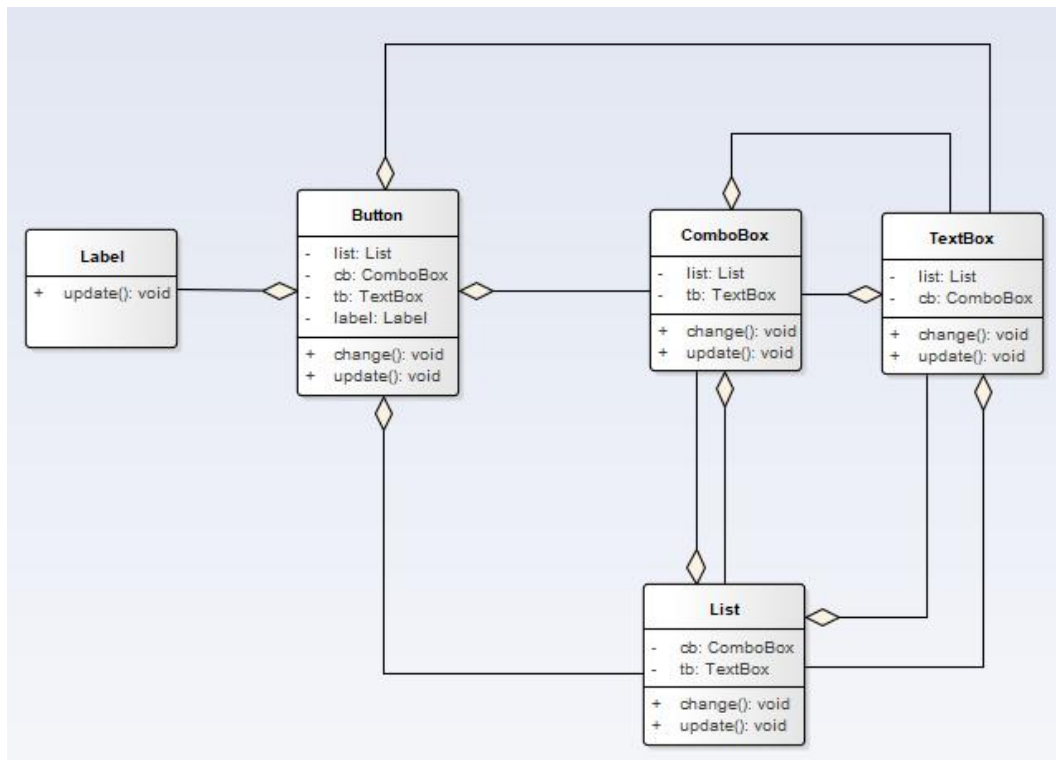 Label
+ update(): void
Button
- list: List
- cb: ComboBox
- tb: TextBox
- label: Label
+ change(): void
+ update(): void
ComboBox
- list: List
- tb: TextBox
+ change(): void
+ update(): void
TextBox
- list: List
- cb: ComboBox
+ change(): void
+ update(): void
List
- cb: ComboBox
- tb: TextBox
+ change(): void
+ update(): void